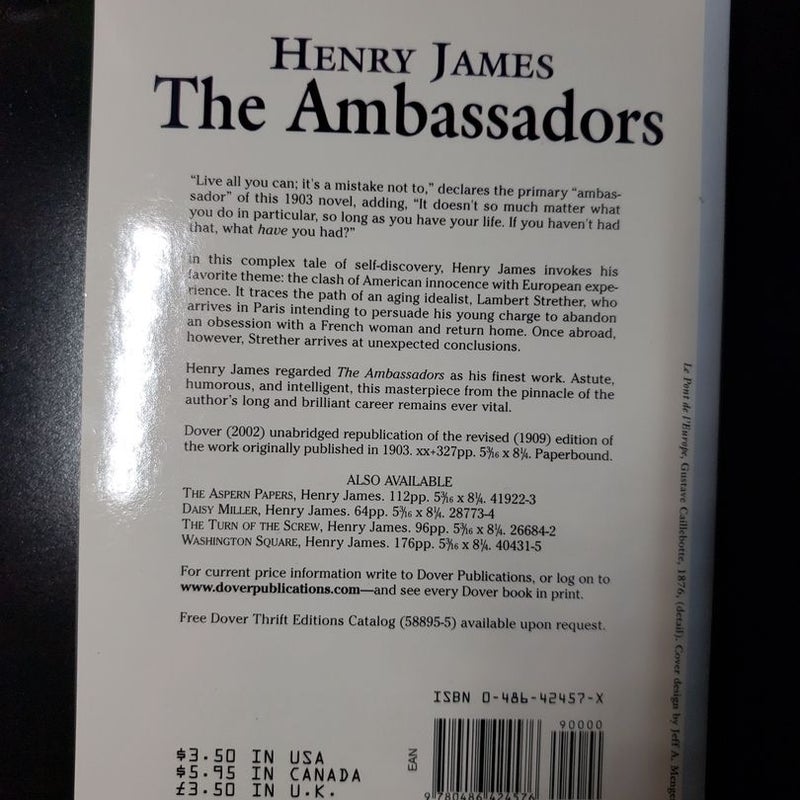 HENRY JAMES
The Ambassadors
"Live all you can; it's a mistake not to," declares the primary "ambas-
sador" of this 1903 novel, adding, "It doesn't so much matter what
you do in particular, so long as you have your life. If you haven't had
that, what have you had?"
In this complex tale of self-discovery, Henry James invokes his
favorite theme: the clash of American innocence with European expe-
rience. It traces the path of an aging idealist, Lambert Strether, who
arrives in Paris intending to persuade his young charge to abandon
an obsession with a French woman and return home. Once abroad,
however, Strether arrives at unexpected conclusions.
Henry James regarded The Ambassadors as his finest work. Astute,
humorous, and intelligent, this masterpiece from the pinnacle of the
author's long and brilliant career remains ever vital.
Dover (2002) unabridged republication of the revised (1909) edition of
the work originally published in 1903. xx+327pp. 5³⁄₁₆ x 8¼. Paperbound.
ALSO AVAILABLE
THE ASPERN PAPERS, Henry James. 112pp. 5³⁄₁₆ x 8¼. 41922-3
DAISY MILLER, Henry James. 64pp. 5³⁄₁₆ x 8¼. 28773-4
THE TURN OF THE SCREW, Henry James. 96pp. 5³⁄₁₆ x 8¼. 26684-2
WASHINGTON SQUARE, Henry James. 176pp. 5³⁄₁₆ x 8¼. 40431-5
For current price information write to Dover Publications, or log on to
www.doverpublications.com—and see every Dover book in print.
Free Dover Thrift Editions Catalog (58895-5) available upon request.
Le Pont de l'Europe, Gustave Caillebotte, 1876, (detail). Cover design by Jeff A. Menge
ISBN 0-486-42457-X
90000
EAN
9 780486 424576
$3.50 IN USA
$5.95 IN CANADA
£3.50 IN U.K.